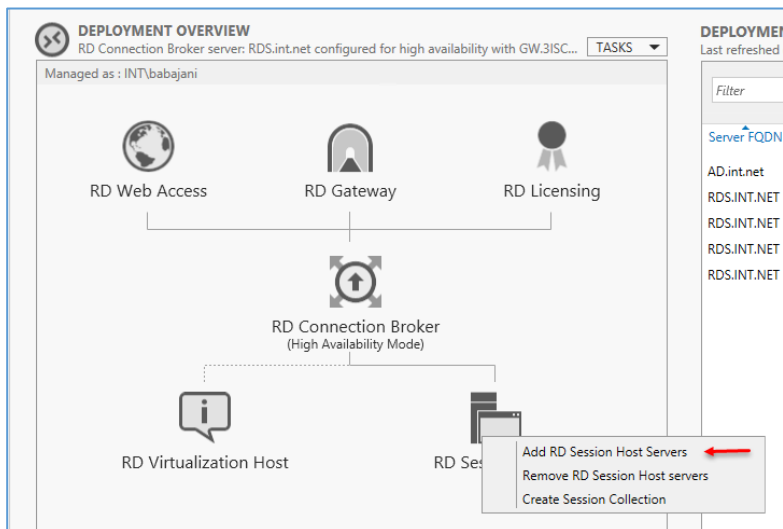 DEPLOYMENT OVERVIEW
RD Connection Broker server: RDS.int.net configured for high availability with GW.3ISC...
TASKS
Managed as : INT\babajani
RD Web Access
RD Gateway
RD Licensing
RD Connection Broker
(High Availability Mode)
RD Virtualization Host
RD Ses
Add RD Session Host Servers
Remove RD Session Host servers
Create Session Collection
DEPLOYMEN
Last refreshed
Filter
Server FQDN
AD.int.net
RDS.INT.NET
RDS.INT.NET
RDS.INT.NET
RDS.INT.NET